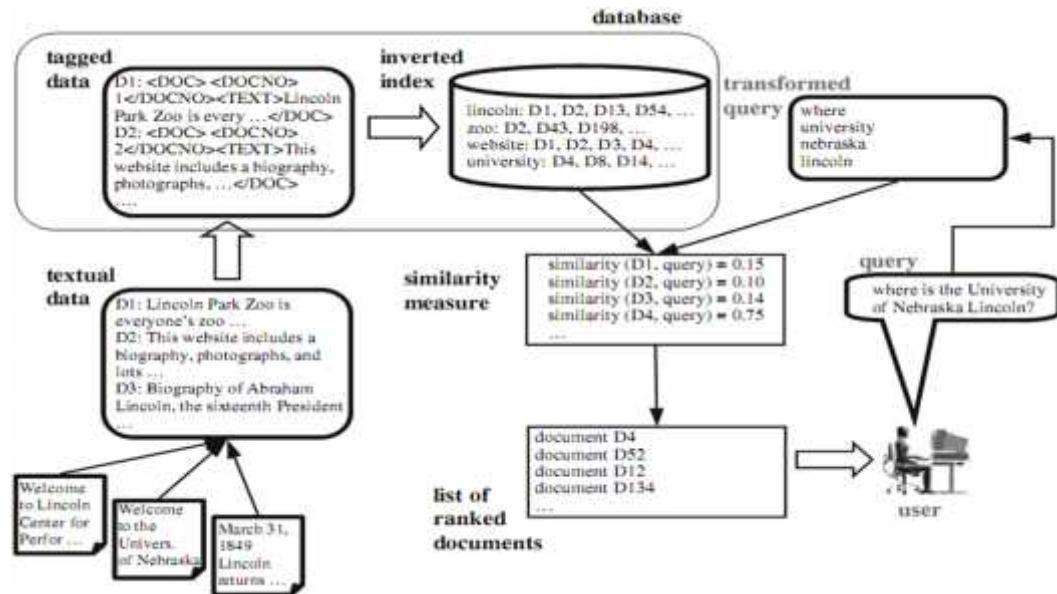 database
tagged
data
D1: <DOC> <DOCNO>
1</DOCNO><TEXT>Lincoln
Park Zoo is every …</DOC>
D2: <DOC> <DOCNO>
2</DOCNO><TEXT>This
website includes a biography,
photographs, …</DOC>
….
inverted
index
lincoln: D1, D2, D13, D54, …
zoo: D2, D43, D198, …
website: D1, D2, D3, D4, …
university: D4, D8, D14, …
transformed
query
where
university
nebraska
lincoln
textual
data
D1: Lincoln Park Zoo is
everyone's zoo …
D2: This website includes a
biography, photographs, and
lots …
D3: Biography of Abraham
Lincoln, the sixteenth President
…
similarity
measure
similarity (D1, query) = 0.15
similarity (D2, query) = 0.10
similarity (D3, query) = 0.14
similarity (D4, query) = 0.75
…
query
where is the University
of Nebraska Lincoln?
Welcome
to Lincoln
Center for
Perfor …
Welcome
to the
Univers.
of Nebraska
March 31,
1849
Lincoln
returns …
list of
ranked
documents
document D4
document D52
document D12
document D134
…
user